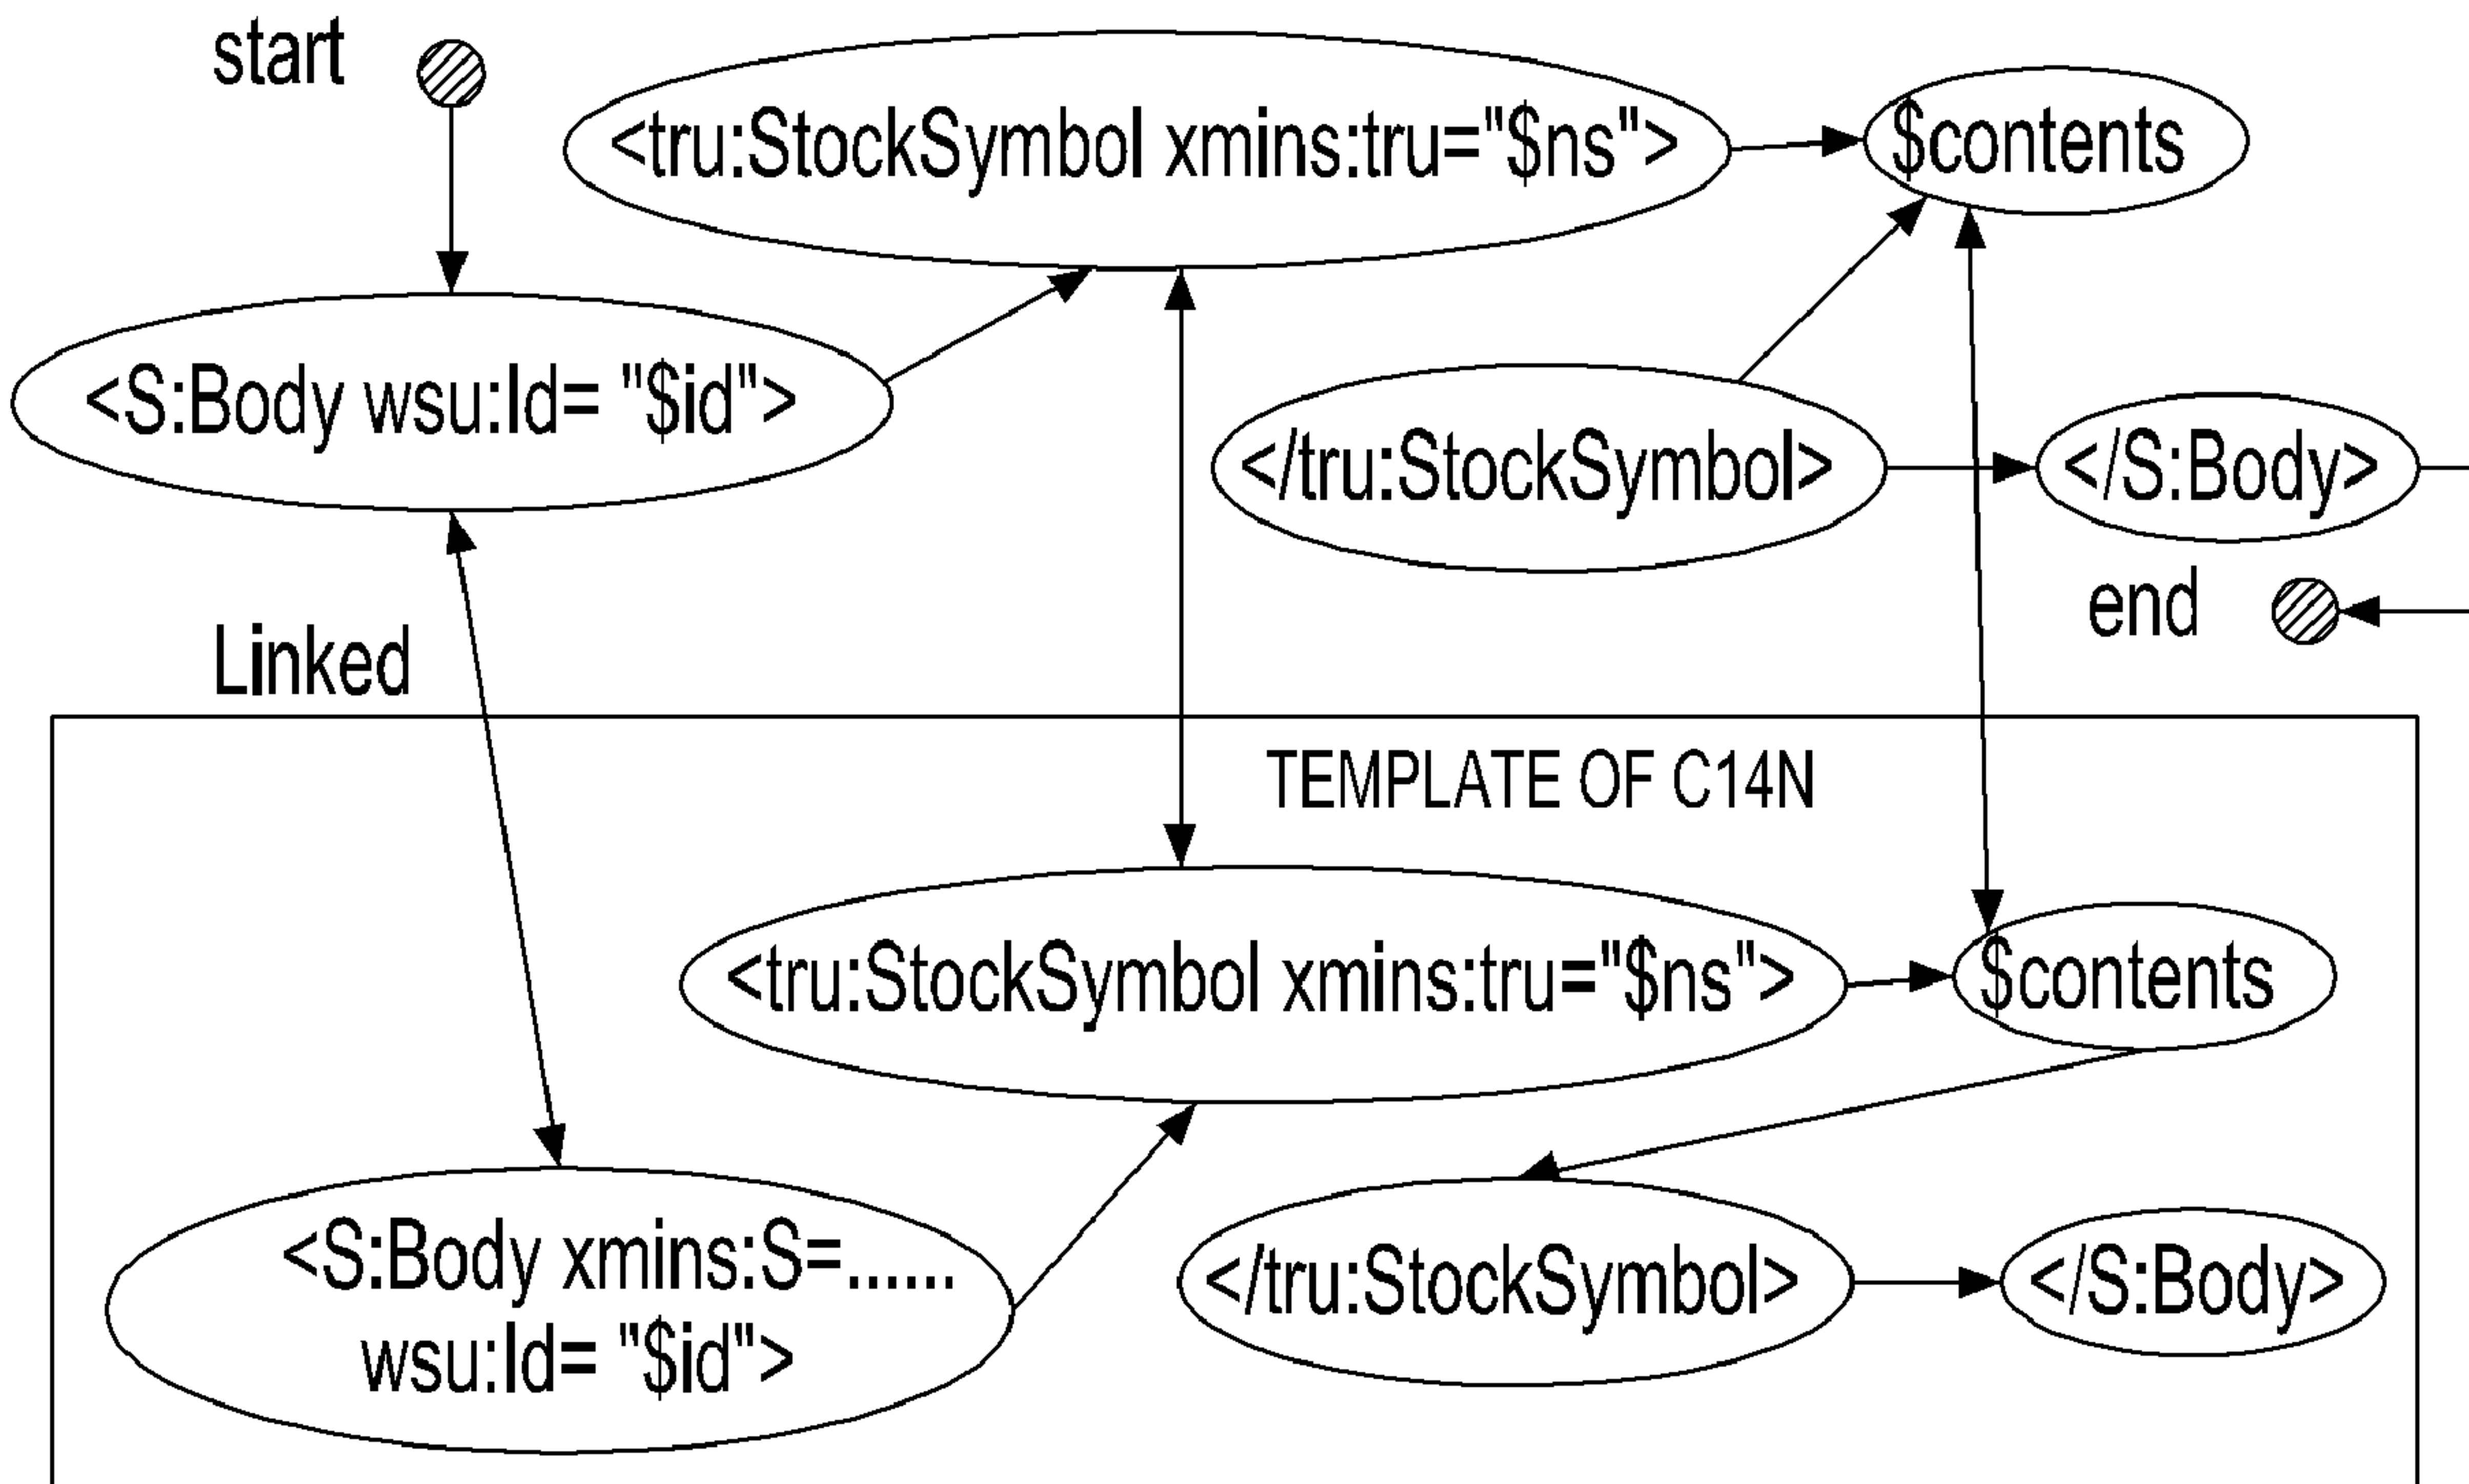 start
<tru:StockSymbol xmins:tru="$ns">
$contents
<S:Body wsu:Id= "$id">
</tru:StockSymbol>
</S:Body>
end
Linked
TEMPLATE OF C14N
<tru:StockSymbol xmins:tru="$ns">
$contents
<S:Body xmins:S=......
wsu:Id= "$id">
</tru:StockSymbol>
</S:Body>